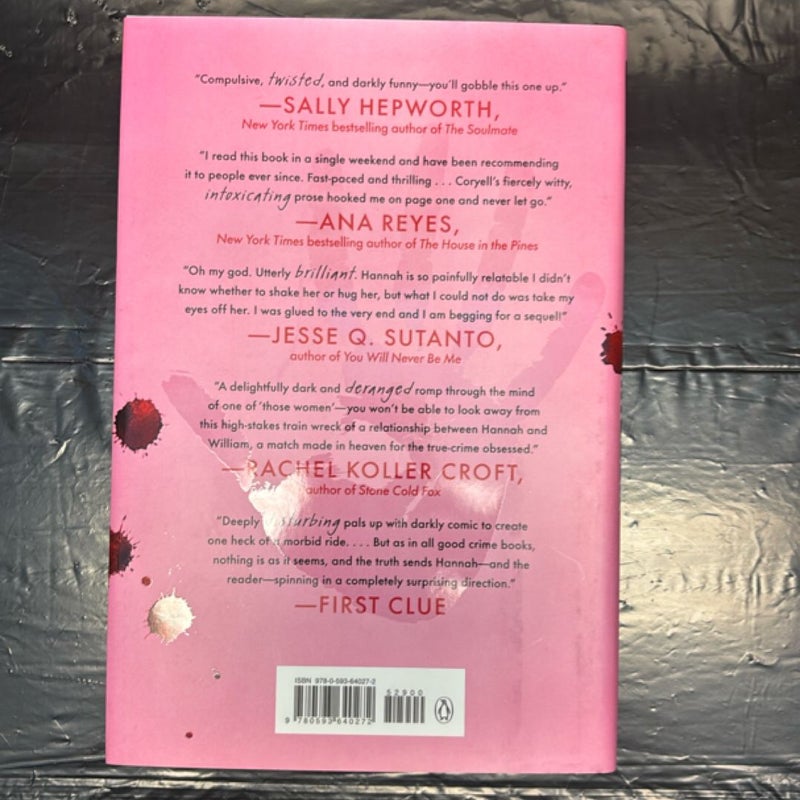 “Compulsive, twisted, and darkly funny—you’ll gobble this one up.”
—SALLY HEPWORTH,
New York Times bestselling author of The Soulmate
“I read this book in a single weekend and have been recommending
it to people ever since. Fast-paced and thrilling . . . Coryell’s fiercely witty,
intoxicating prose hooked me on page one and never let go.”
—ANA REYES,
New York Times bestselling author of The House in the Pines
“Oh my god. Utterly brilliant. Hannah is so painfully relatable I didn’t
know whether to shake her or hug her, but what I could not do was take my
eyes off her. I was glued to the very end and I am begging for a sequel!”
—JESSE Q. SUTANTO,
author of You Will Never Be Me
“A delightfully dark and deranged romp through the mind
of one of ‘those women’—you won’t be able to look away from
this high-stakes train wreck of a relationship between Hannah and
William, a match made in heaven for the true-crime obsessed.”
—RACHEL KOLLER CROFT,
author of Stone Cold Fox
“Deeply disturbing pals up with darkly comic to create
one heck of a morbid ride. . . . But as in all good crime books,
nothing is as it seems, and the truth sends Hannah—and the
reader—spinning in a completely surprising direction.”
—FIRST CLUE
ISBN 978-0-593-64027-2
52900
9 780593 640272